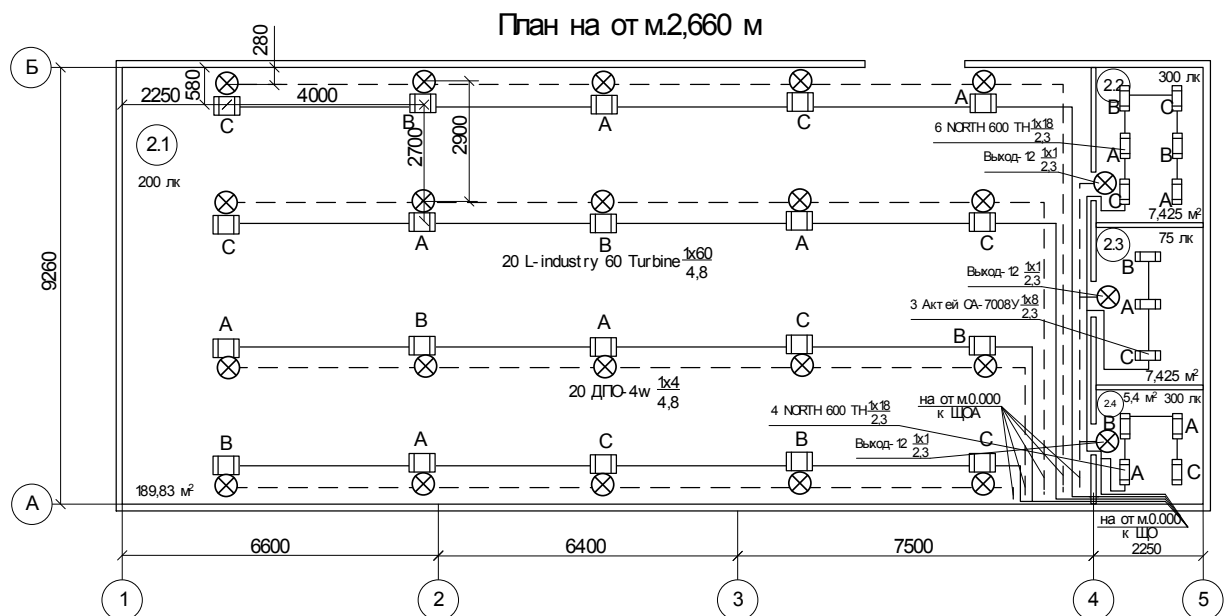 План на отм.2,660 м
Б
280
580
2250
4000
2.1
200 лк
С
В
А
С
А
2700
2900
2.2
300 лк
В
С
6 NORTH 600 TH 1х18
2,3
А
В
Выход-12 1х1
2,3
С
А
7,425 м²
С
А
В
А
С
20 L-industry 60 Turbine 1х60
4,8
9260
2.3
75 лк
В
Выход-12 1х1
2,3
А
3 Актей СА-7008У 1х8
2,3
С
7,425 м²
А
В
А
С
В
20 ДПО-4w 1х4
4,8
2.4
5,4 м²
300 лк
4 NORTH 600 TH 1х18
2,3
на отм.0.000
к ЩОА
В
А
Выход-12 1х1
2,3
А
С
В
А
С
В
С
189,83 м²
А
на отм.0.000
к ЩО
6600
6400
7500
2250
1
2
3
4
5